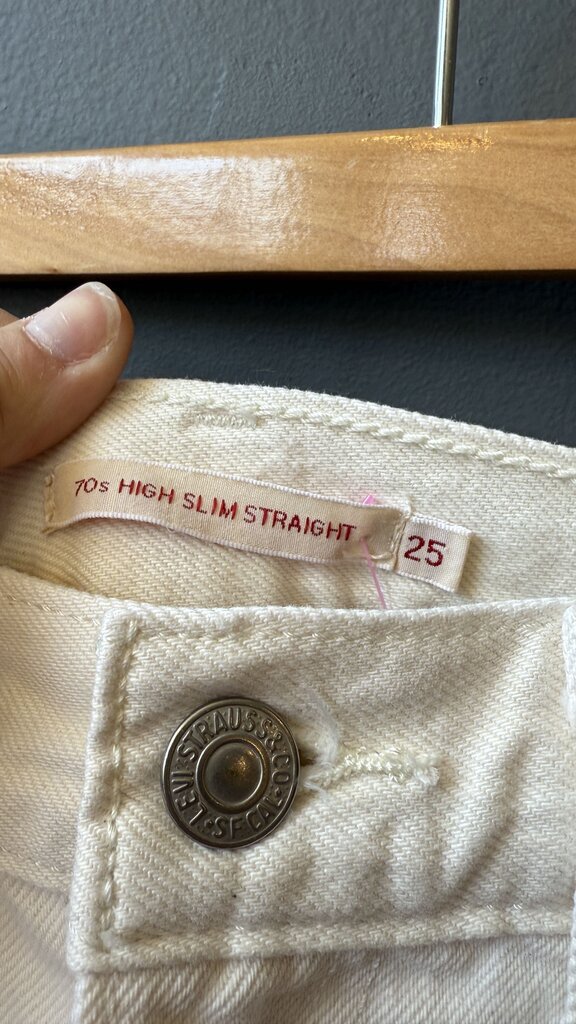 70s HIGH SLIM STRAIGHT
25
LEVI STRAUSS & CO
S.F.CAL